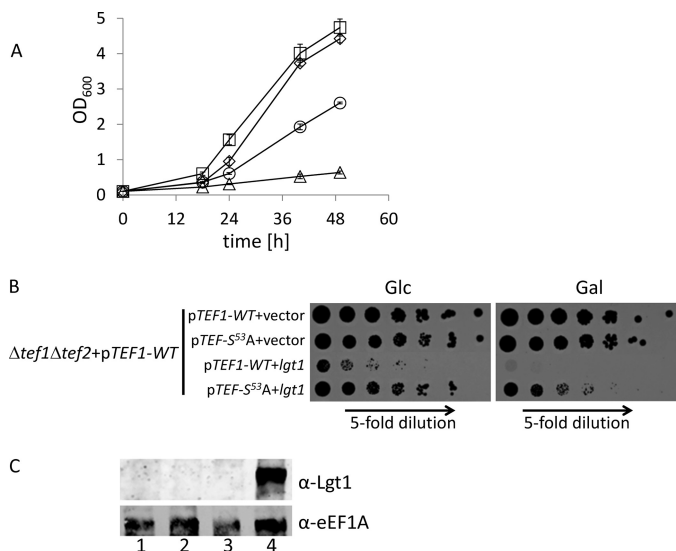 A
OD600
5
4
3
2
1
0
0 12 24 36 48 60
time [h]
B
Glc Gal
Δtef1Δtef2+pTEF1-WT
pTEF1-WT+vector
pTEF-S⁵³A+vector
pTEF1-WT+lgt1
pTEF-S⁵³A+lgt1
5-fold dilution 5-fold dilution
C
α-Lgt1
α-eEF1A
1 2 3 4